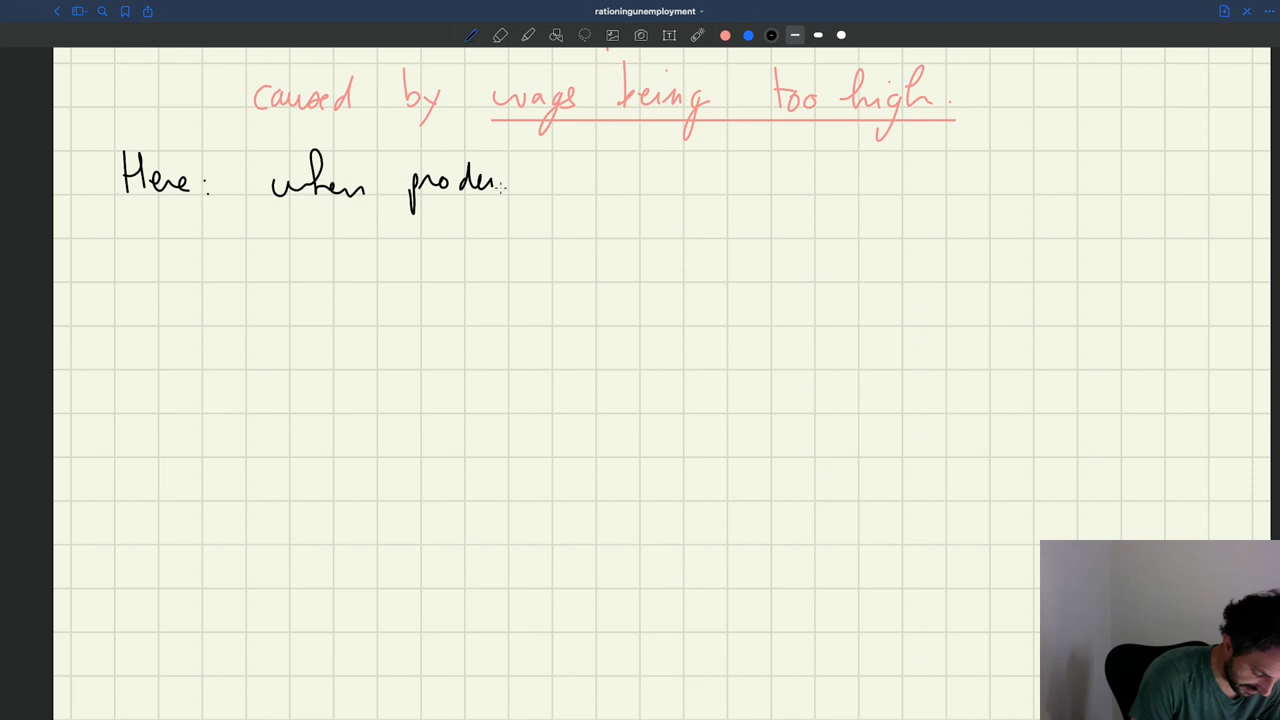 rationingunemployment
caused by wages being too high.
Here: when produ